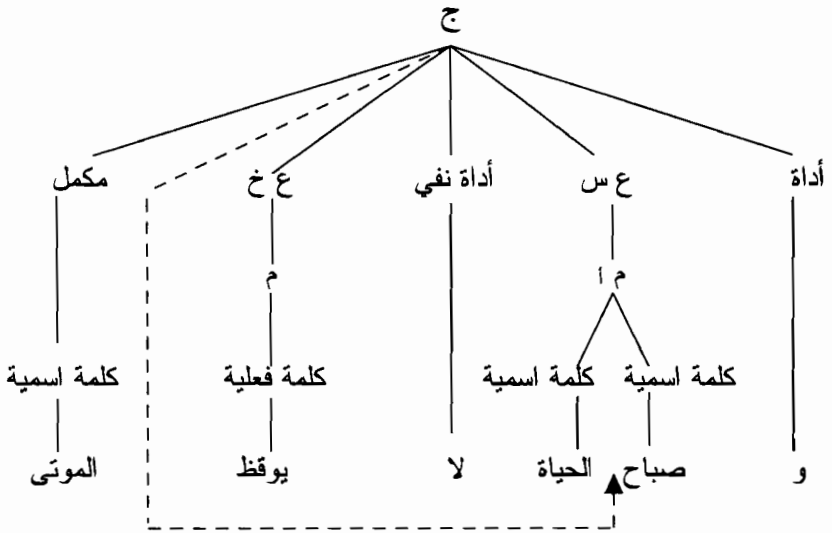 ج
أداة ع س أداة نفي ع خ مكمل
م أ م
كلمة اسمية كلمة اسمية كلمة فعلية كلمة اسمية
و صباح الحياة لا يوقظ الموتى